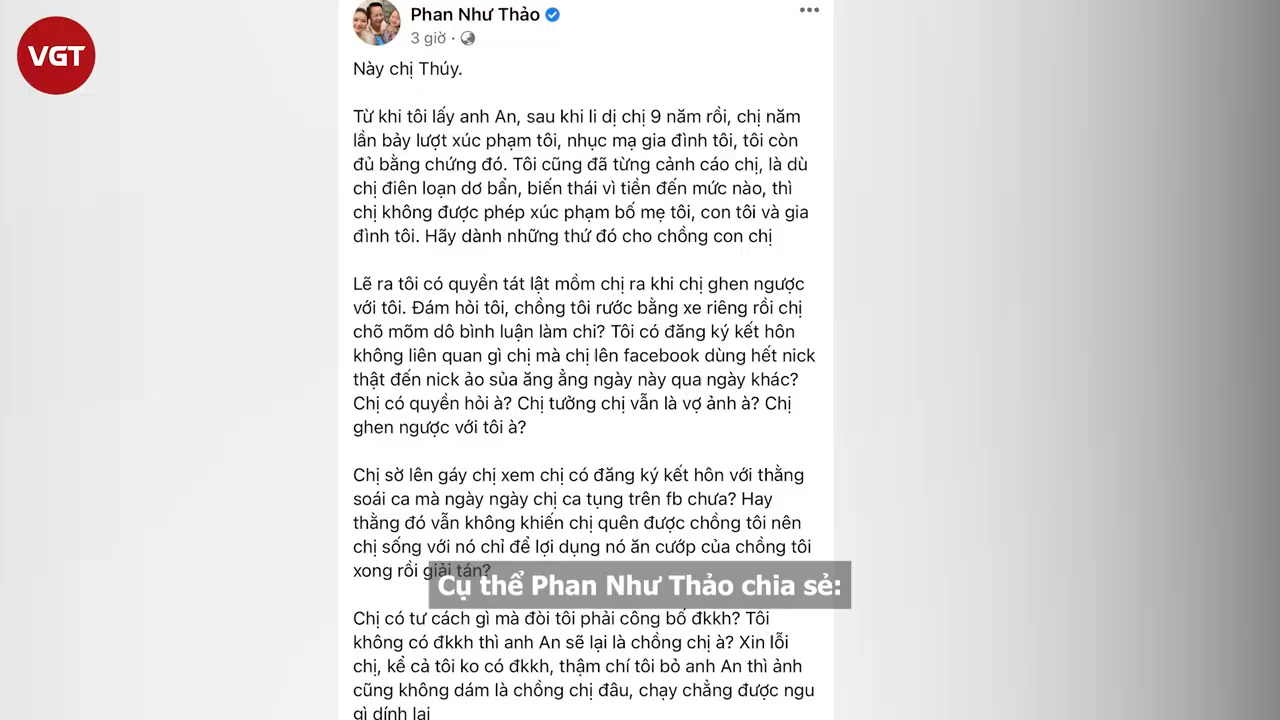 VGT
Phan Như Thảo
3 giờ ·
Này chị Thúy.
Từ khi tôi lấy anh An, sau khi li dị chị 9 năm rồi, chị năm
lần bảy lượt xúc phạm tôi, nhục mạ gia đình tôi, tôi còn
đủ bằng chứng đó. Tôi cũng đã từng cảnh cáo chị, là dù
chị điên loạn dơ bẩn, biến thái vì tiền đến mức nào, thì
chị không được phép xúc phạm bố mẹ tôi, con tôi và gia
đình tôi. Hãy dành những thứ đó cho chồng con chị
Lẽ ra tôi có quyền tát lật mồm chị ra khi chị ghen ngược
với tôi. Đám hỏi tôi, chồng tôi rước bằng xe riêng rồi chị
chõ mõm dô bình luận làm chi? Tôi có đăng ký kết hôn
không liên quan gì chị mà chị lên facebook dùng hết nick
thật đến nick ảo sủa ăng ẳng ngày này qua ngày khác?
Chị có quyền hỏi à? Chị tưởng chị vẫn là vợ ảnh à? Chị
ghen ngược với tôi à?
Chị sờ lên gáy chị xem chị có đăng ký kết hôn với thằng
soái ca mà ngày ngày chị ca tụng trên fb chưa? Hay
thằng đó vẫn không khiến chị quên được chồng tôi nên
chị sống với nó chỉ để lợi dụng nó ăn cướp của chồng tôi
xong rồi giải tán?
Cụ thể Phan Như Thảo chia sẻ:
Chị có tư cách gì mà đòi tôi phải công bố đkkh? Tôi
không có đkkh thì anh An sẽ lại là chồng chị à? Xin lỗi
chị, kể cả tôi ko có đkkh, thậm chí tôi bỏ anh An thì ảnh
cũng không dám là chồng chị đâu, chạy chẳng được ngu
gì dính lại